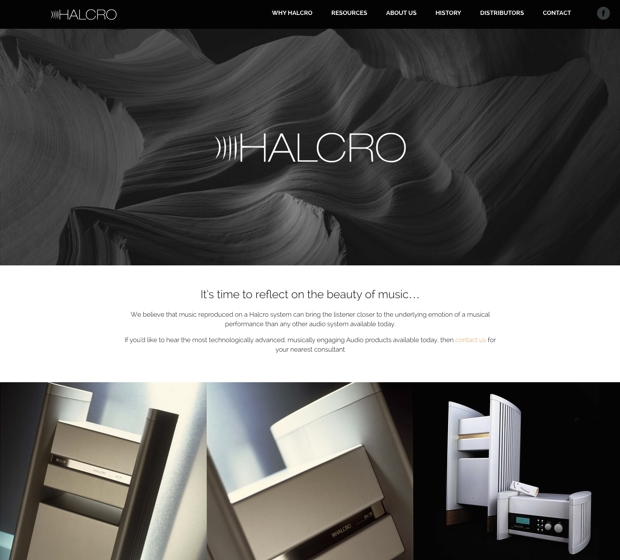 HALCRO
WHY HALCRO
RESOURCES
ABOUT US
HISTORY
DISTRIBUTORS
CONTACT
f
HALCRO
It's time to reflect on the beauty of music...
We believe that music reproduced on a Halcro system can bring the listener closer to the underlying emotion of a musical
performance than any other audio system available today.
If you'd like to hear the most technologically advanced, musically engaging Audio products available today, then contact us for
your nearest consultant
HALCRO